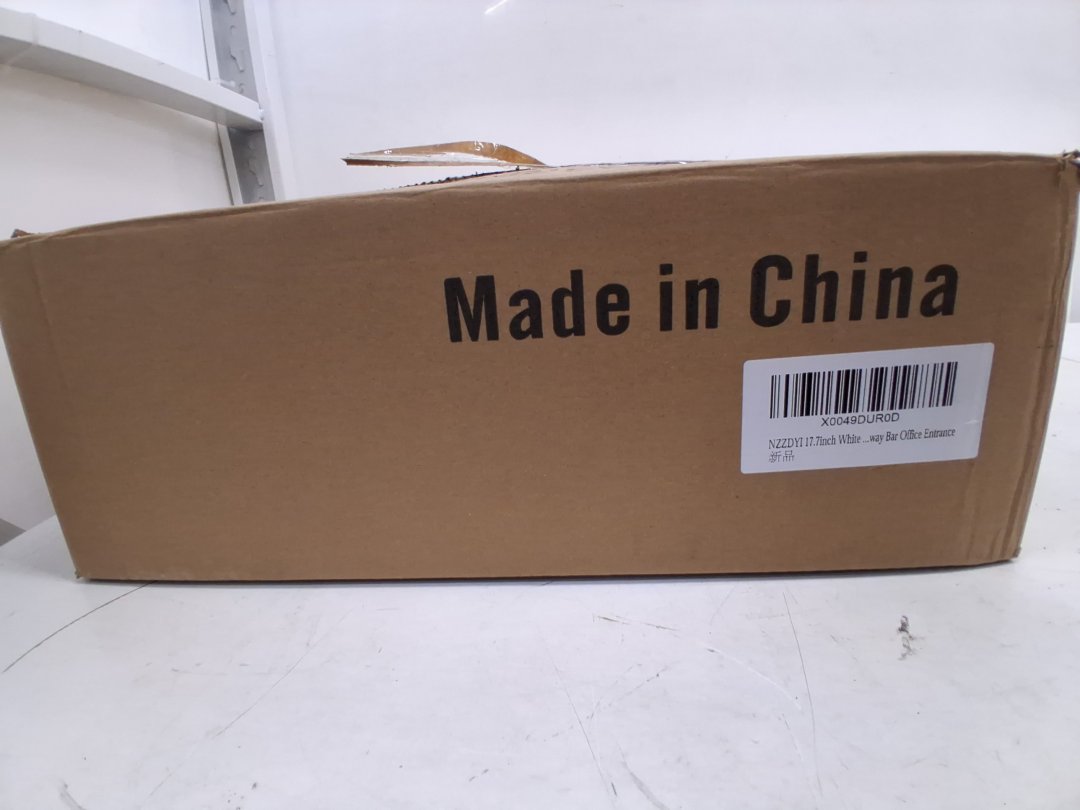 Made in China
X0049DUR0D
NZZDYI 17.7inch White ...way Bar Office Entrance
新品